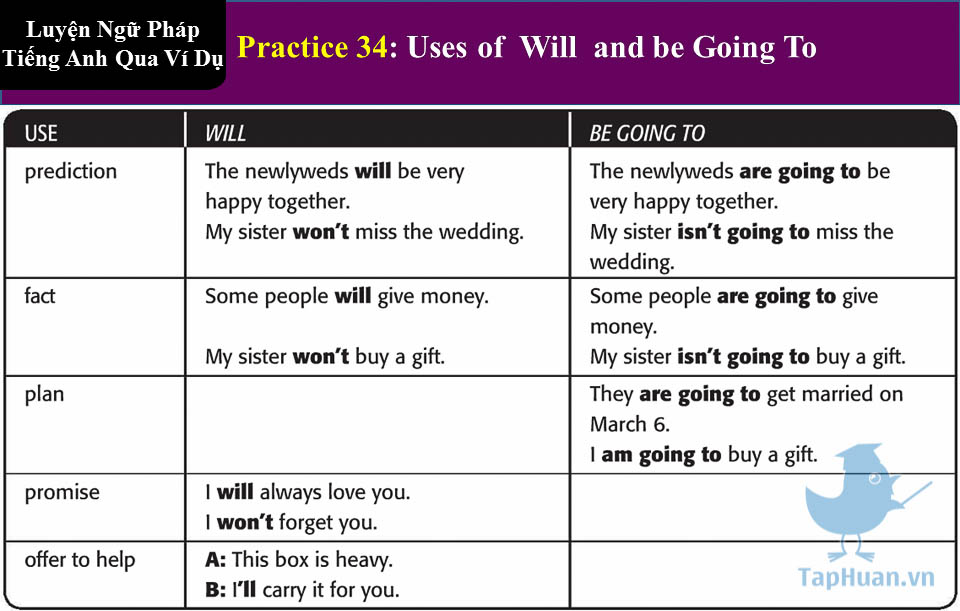 Luyện Ngữ Pháp
Tiếng Anh Qua Ví Dụ
Practice 34: Uses of Will and be Going To
USE WILL BE GOING TO
prediction The newlyweds will be very The newlyweds are going to be
happy together. very happy together.
My sister won't miss the wedding. My sister isn't going to miss the
wedding.
fact Some people will give money. Some people are going to give
money.
My sister won't buy a gift. My sister isn't going to buy a gift.
plan They are going to get married on
March 6.
I am going to buy a gift.
promise I will always love you.
I won't forget you.
offer to help A: This box is heavy.
B: I'll carry it for you.
TapHuan.vn